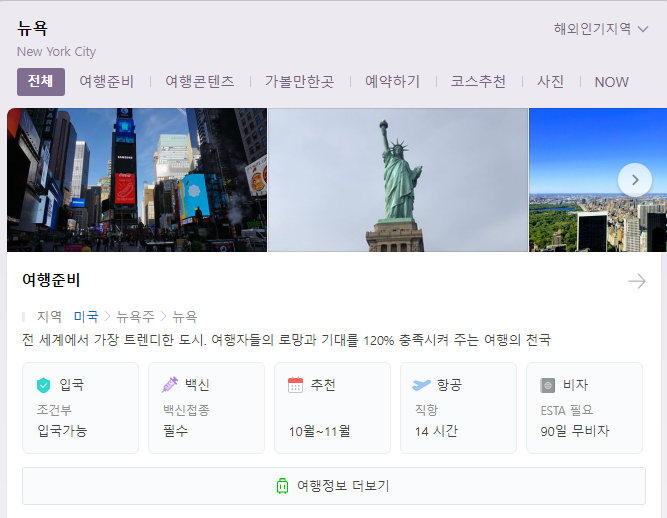 뉴욕
해외인기지역
New York City
전체 여행준비 여행콘텐츠 가볼만한곳 예약하기 코스추천 사진 NOW
SAMSUNG
Coca-Cola
여행준비
지역 미국 뉴욕주 뉴욕
전 세계에서 가장 트렌디한 도시. 여행자들의 로망과 기대를 120% 충족시켜 주는 여행의 천국
입국 백신 추천 항공 비자
조건부 백신접종 직항 ESTA 필요
입국가능 필수 10월~11월 14 시간 90일 무비자
여행정보 더보기